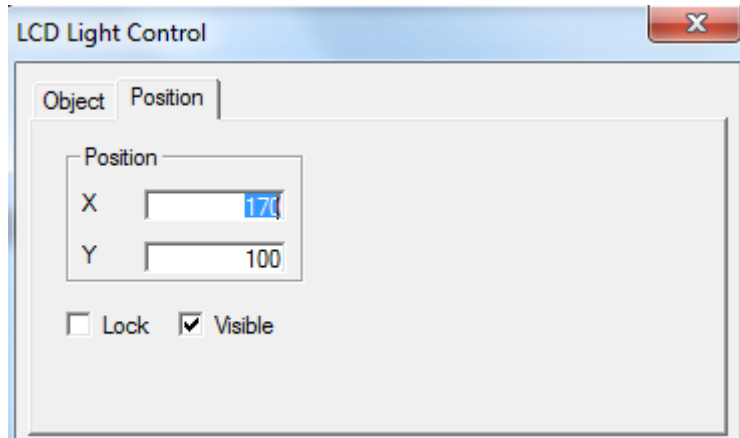 LCD Light Control
Object Position
Position
X 170
Y 100
Lock Visible